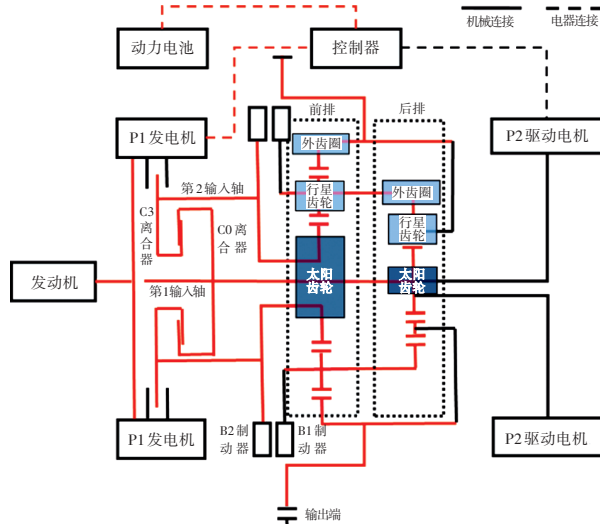 机械连接
电器连接
动力电池
控制器
前排
后排
P1发电机
P2驱动电机
外齿圈
第2输入轴
行星
齿轮
外齿圈
行星
齿轮
C3
离
合
器
C0离
合
器
发动机
太阳
齿轮
太阳
齿轮
第1输入轴
P1发电机
B2制
动器
B1制
动器
P2驱动电机
输出端